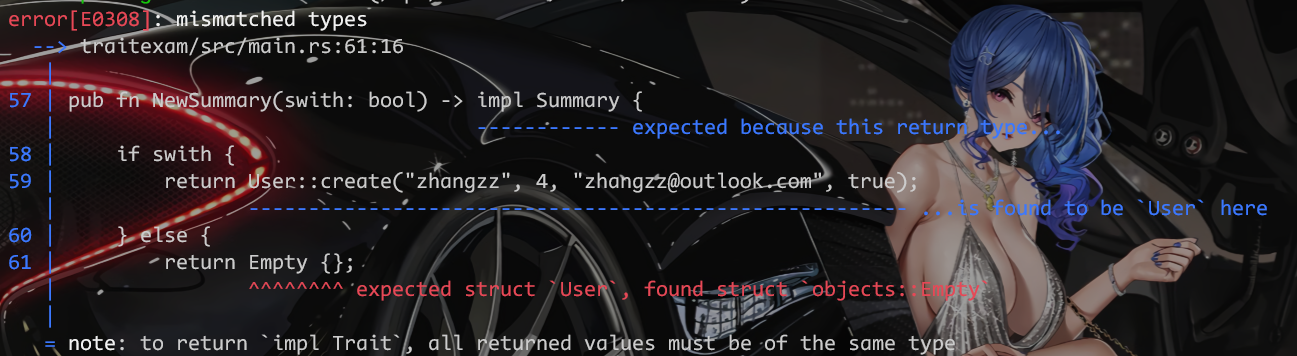 error[E0308]: mismatched types
--> traitexam/src/main.rs:61:16
|
57 | pub fn NewSummary(swith: bool) -> impl Summary {
| ------------ expected because this return type...
58 | if swith {
59 | return User::create("zhangzz", 4, "zhangzz@outlook.com", true);
| -------------------------------------------------------- ...is found to be `User` here
60 | } else {
61 | return Empty {};
| ^^^^^^^^ expected struct `User`, found struct `objects::Empty`
|
= note: to return `impl Trait`, all returned values must be of the same type